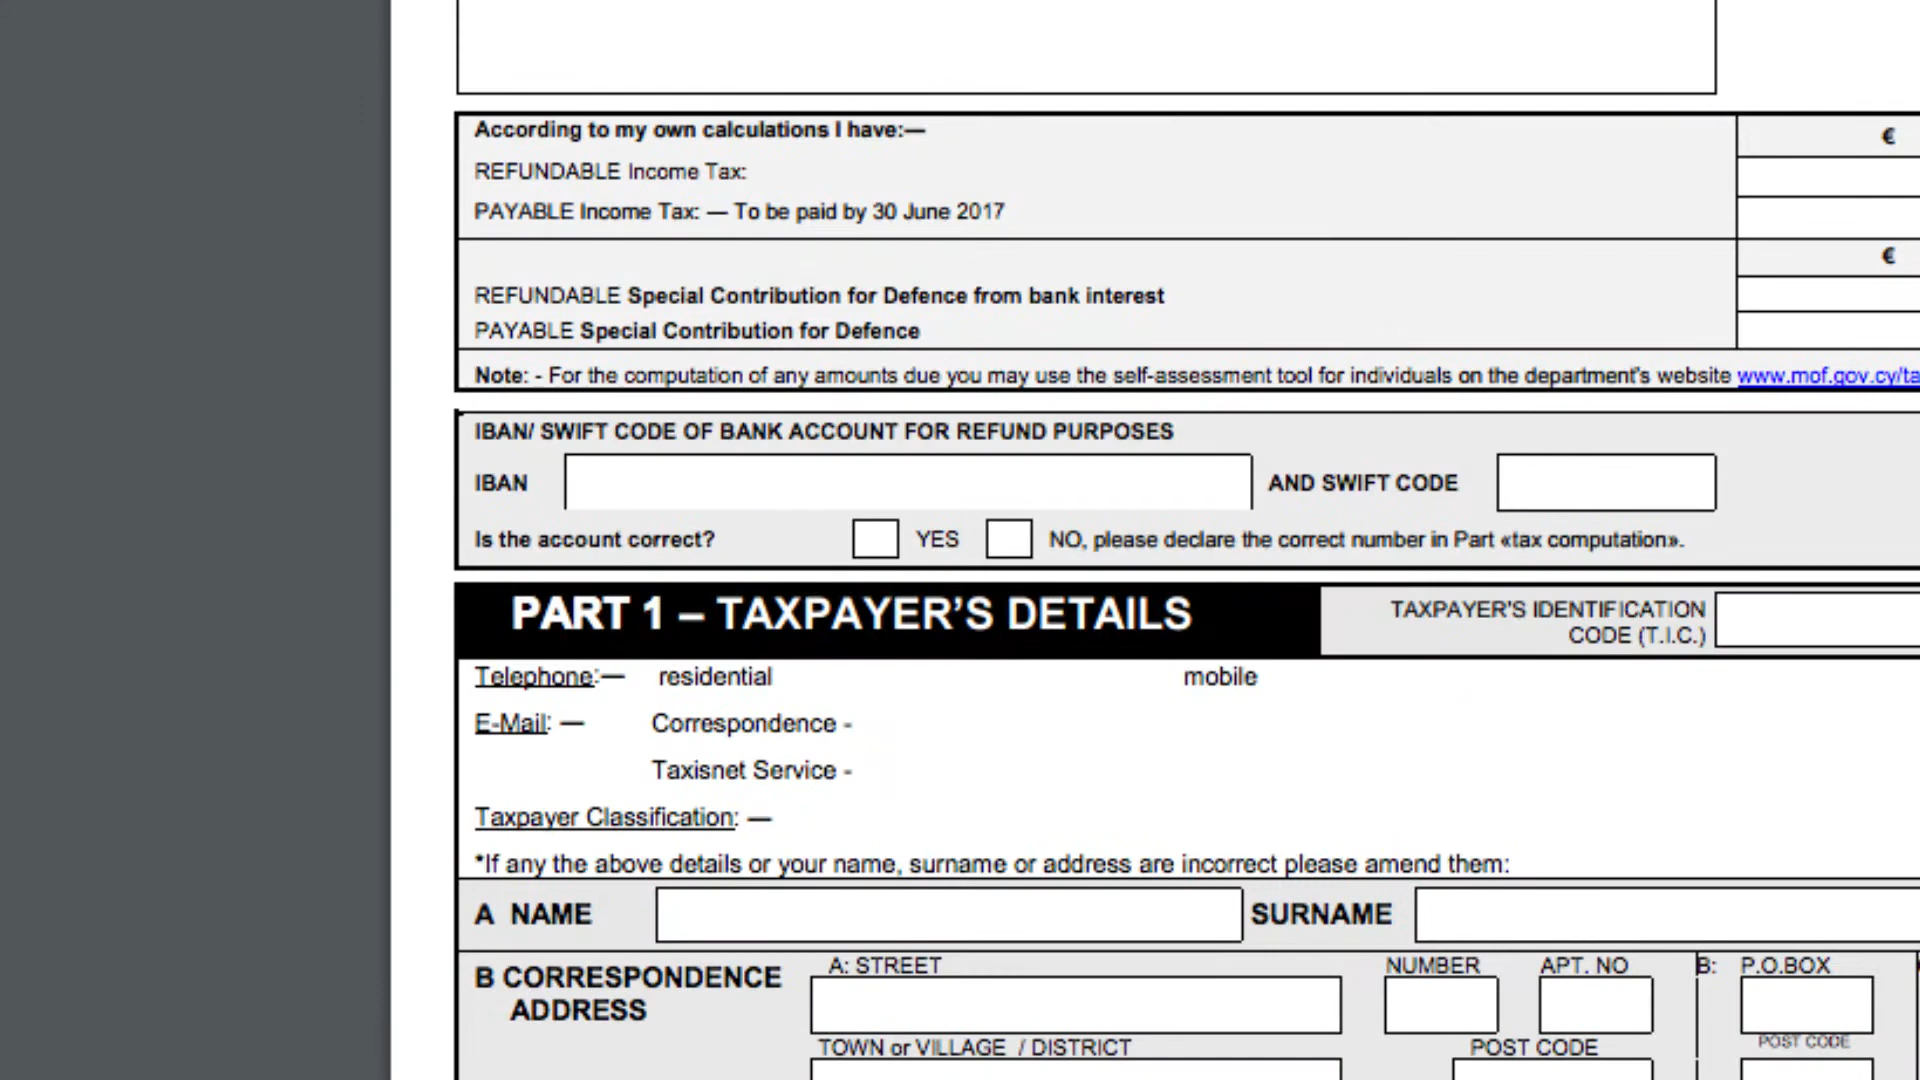 According to my own calculations I have:—
€
REFUNDABLE Income Tax:
PAYABLE Income Tax: — To be paid by 30 June 2017
€
REFUNDABLE Special Contribution for Defence from bank interest
PAYABLE Special Contribution for Defence
Note: - For the computation of any amounts due you may use the self-assessment tool for individuals on the department's website www.mof.gov.cy/ta
IBAN/ SWIFT CODE OF BANK ACCOUNT FOR REFUND PURPOSES
IBAN AND SWIFT CODE
Is the account correct? YES NO, please declare the correct number in Part «tax computation».
PART 1 – TAXPAYER’S DETAILS
TAXPAYER'S IDENTIFICATION
CODE (T.I.C.)
Telephone:— residential mobile
E-Mail: — Correspondence -
Taxisnet Service -
Taxpayer Classification: —
*If any the above details or your name, surname or address are incorrect please amend them:
A NAME SURNAME
B CORRESPONDENCE
ADDRESS
A: STREET NUMBER APT. NO B: P.O.BOX
TOWN or VILLAGE / DISTRICT POST CODE POST CODE